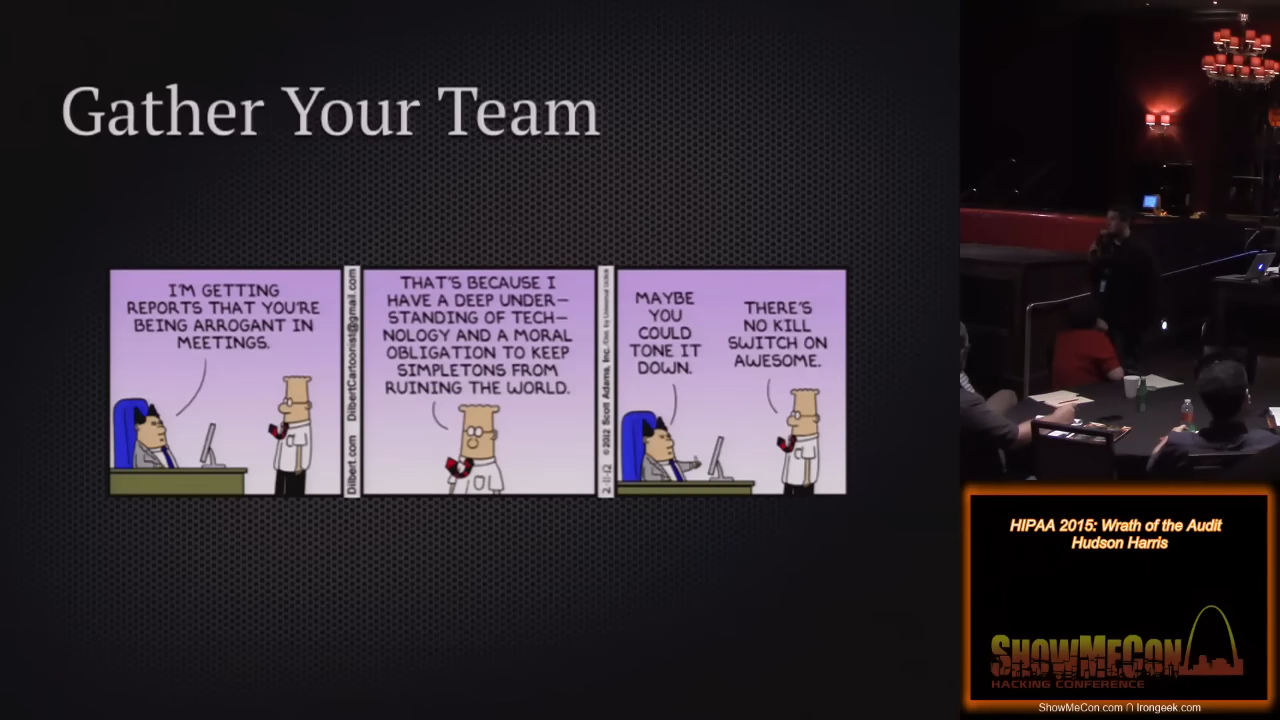 Gather Your Team
I'M GETTING
REPORTS THAT YOU'RE
BEING ARROGANT IN
MEETINGS.
Dilbert.com DilbertCartoonist@gmail.com
THAT'S BECAUSE I
HAVE A DEEP UNDER-
STANDING OF TECH-
NOLOGY AND A MORAL
OBLIGATION TO KEEP
SIMPLETONS FROM
RUINING THE WORLD.
2-11-12 ©2012 Scott Adams, Inc.
MAYBE
YOU
COULD
TONE IT
DOWN.
THERE'S
NO KILL
SWITCH ON
AWESOME.
HIPAA 2015: Wrath of the Audit
Hudson Harris
SHOWMECON
HACKING CONFERENCE
ShowMeCon.com ∩ Irongeek.com